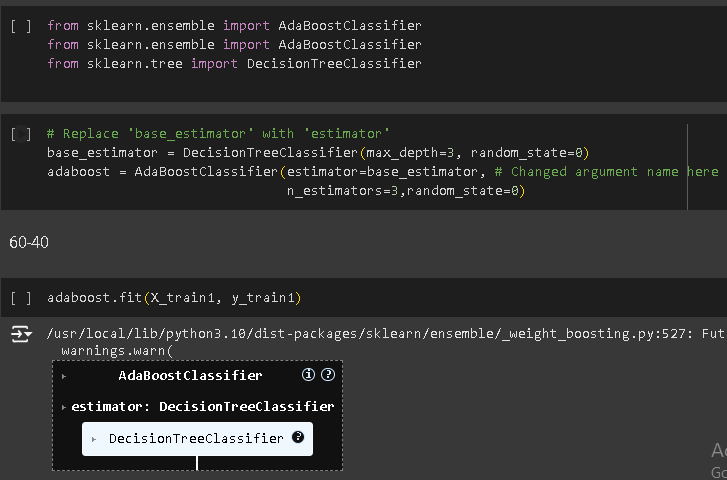 [ ] from sklearn.ensemble import AdaBoostClassifier
from sklearn.ensemble import AdaBoostClassifier
from sklearn.tree import DecisionTreeClassifier
[ ] # Replace 'base_estimator' with 'estimator'
base_estimator = DecisionTreeClassifier(max_depth=3, random_state=0)
adaboost = AdaBoostClassifier(estimator=base_estimator, # Changed argument name here
n_estimators=3,random_state=0)
60-40
[ ] adaboost.fit(X_train1, y_train1)
/usr/local/lib/python3.10/dist-packages/sklearn/ensemble/_weight_boosting.py:527: Fut
warnings.warn(
AdaBoostClassifier i ?
estimator: DecisionTreeClassifier
DecisionTreeClassifier ?
Ac
Go